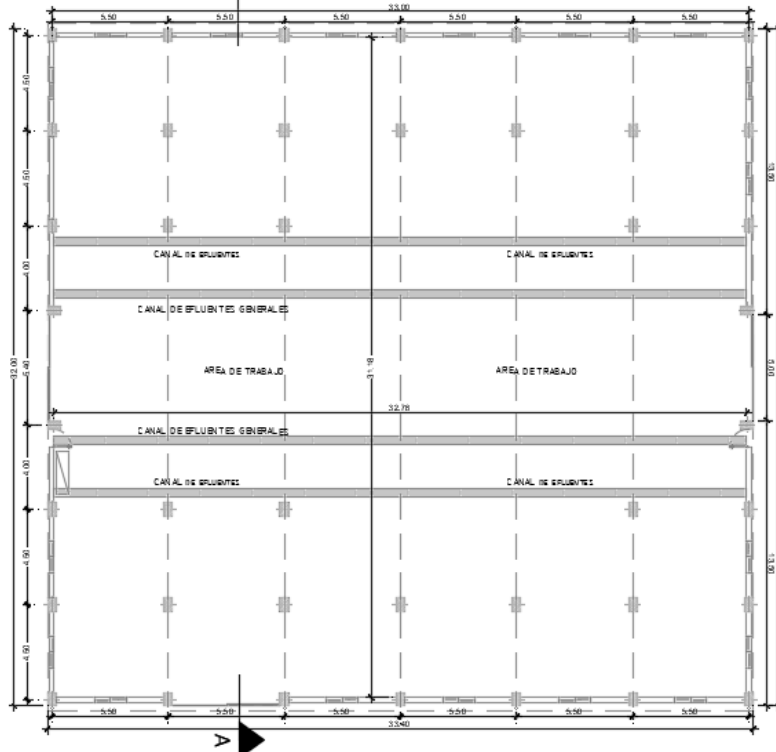 33.00
5.50 5.50 5.50 5.50 5.50 5.50
4.50
4.50
4.00
5.40
4.00
4.50
4.50
32.00
13.50
5.00
13.50
31.18
CANAL DE EFLUENTES CANAL DE EFLUENTES
CANAL DE EFLUENTES GENERALES
AREA DE TRABAJO AREA DE TRABAJO
32.78
CANAL DE EFLUENTES GENERALES
CANAL DE EFLUENTES CANAL DE EFLUENTES
5.50 5.50 5.50 5.50 5.50 5.50
33.40
A